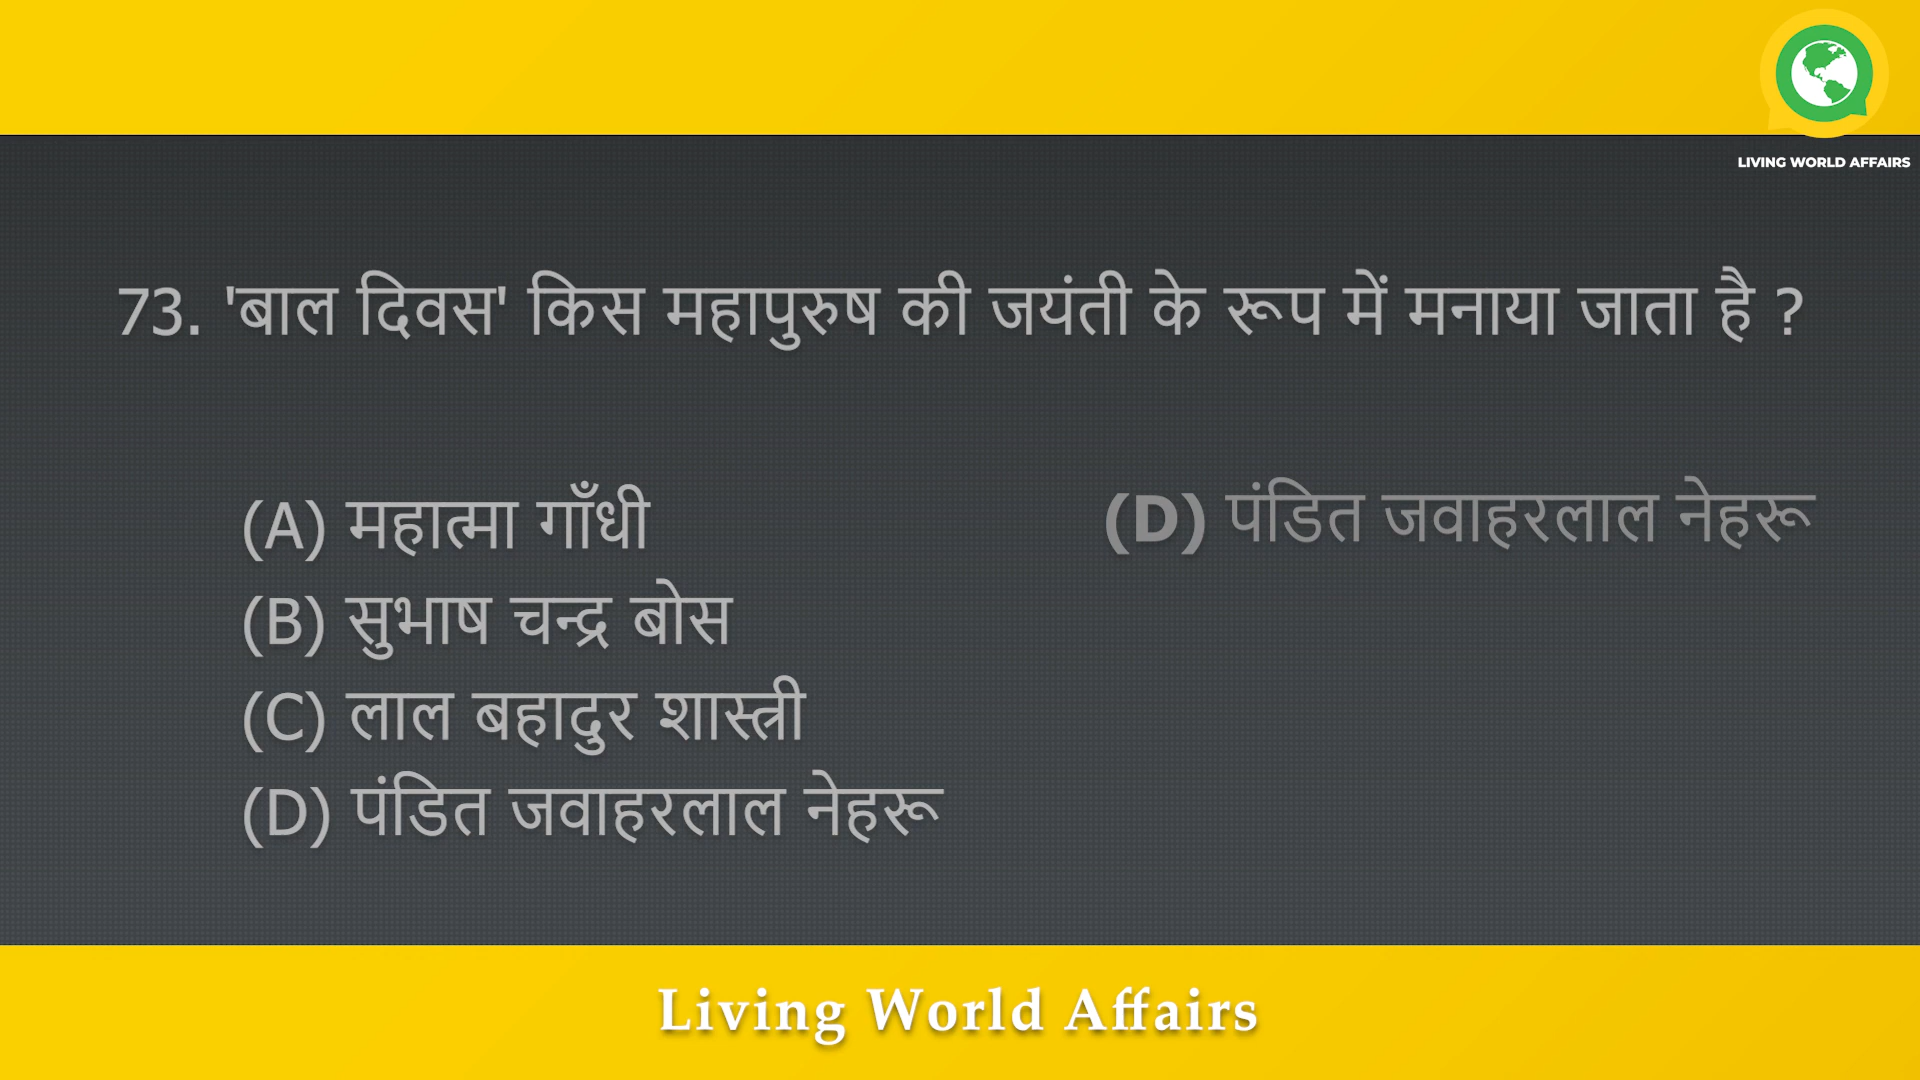 LIVING WORLD AFFAIRS
73. 'बाल दिवस' किस महापुरुष की जयंती के रूप में मनाया जाता है ?
(A) महात्मा गाँधी
(B) सुभाष चन्द्र बोस
(C) लाल बहादुर शास्त्री
(D) पंडित जवाहरलाल नेहरू
(D) पंडित जवाहरलाल नेहरू
Living World Affairs